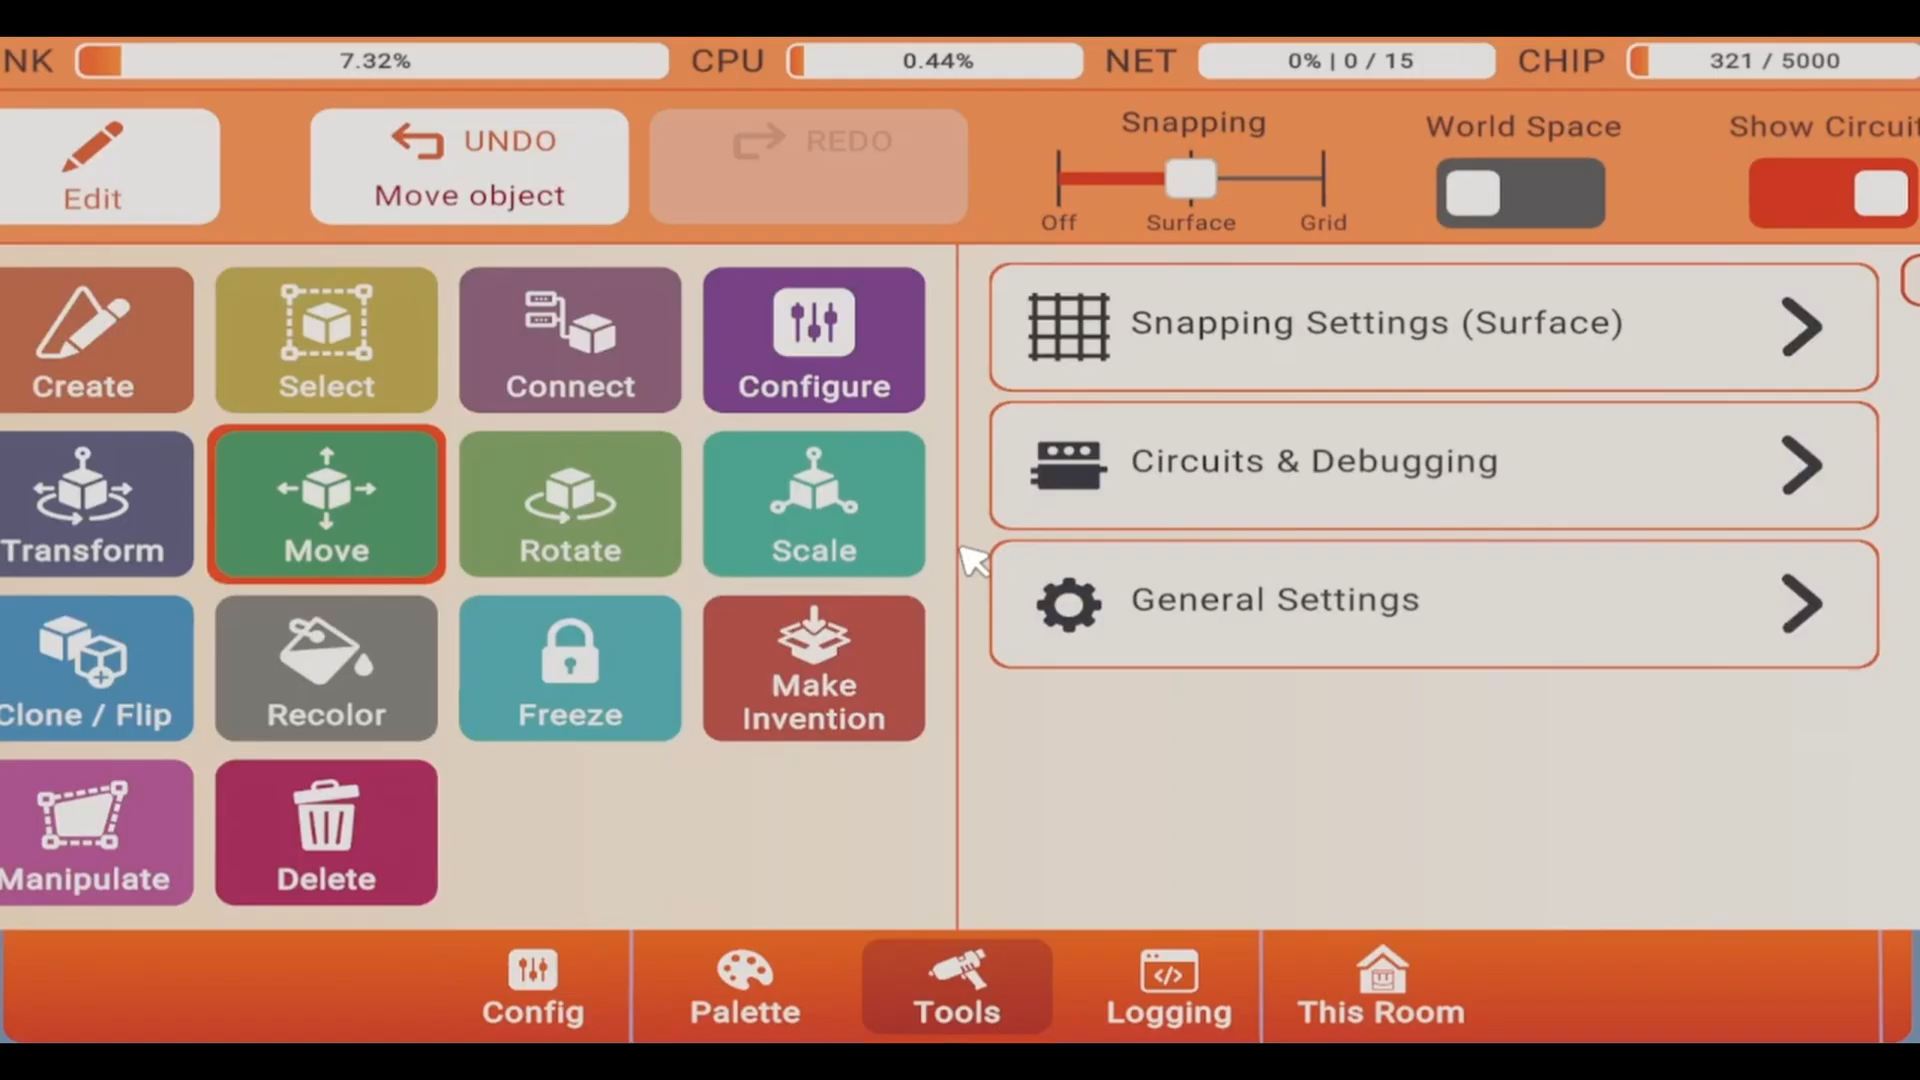 NK 7.32% CPU 0.44% NET 0% | 0 / 15 CHIP 321 / 5000
Edit
UNDO
Move object
REDO
Snapping
Off Surface Grid
World Space
Show Circuit
Create Select Connect Configure
Transform Move Rotate Scale
Clone / Flip Recolor Freeze Make
Invention
Manipulate Delete
Snapping Settings (Surface)
Circuits & Debugging
General Settings
Config Palette Tools Logging This Room